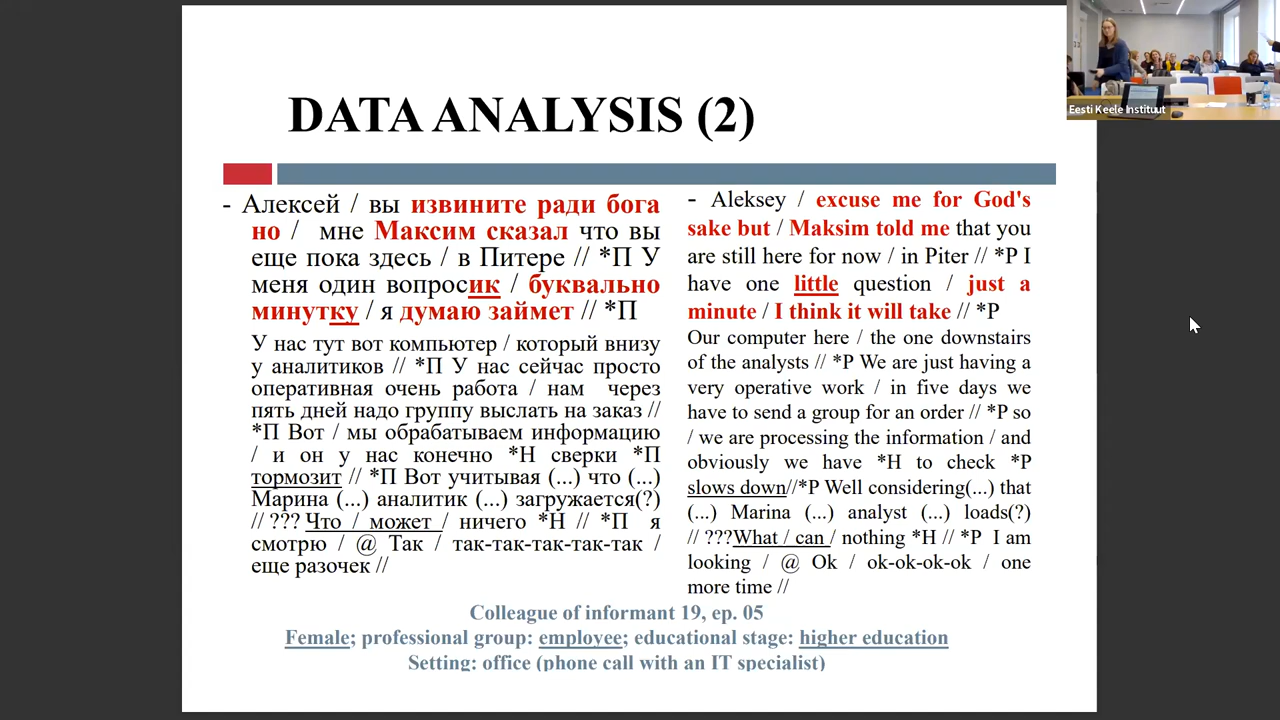 DATA ANALYSIS (2)
- Алексей / вы извините ради бога
но / мне Максим сказал что вы
еще пока здесь / в Питере // *П У
меня один вопросик / буквально
минутку / я думаю займет // *П
У нас тут вот компьютер / который внизу
у аналитиков // *П У нас сейчас просто
оперативная очень работа / нам через
пять дней надо группу выслать на заказ //
*П Вот / мы обрабатываем информацию
/ и он у нас конечно *Н сверки *П
тормозит // *П Вот учитывая (...) что (...)
Марина (...) аналитик (...) загружается(?)
// ??? Что / может / ничего *Н // *П я
смотрю / @ Так / так-так-так-так-так /
еще разочек //
- Aleksey / excuse me for God's
sake but / Maksim told me that you
are still here for now / in Piter // *P I
have one little question / just a
minute / I think it will take // *P
Our computer here / the one downstairs
of the analysts // *P We are just having a
very operative work / in five days we
have to send a group for an order // *P so
/ we are processing the information / and
obviously we have *H to check *P
slows down//*P Well considering(...) that
(...) Marina (...) analyst (...) loads(?)
// ???What / can / nothing *H // *P I am
looking / @ Ok / ok-ok-ok-ok / one
more time //
Colleague of informant 19, ep. 05
Female; professional group: employee; educational stage: higher education
Setting: office (phone call with an IT specialist)
Eesti Keele Instituut